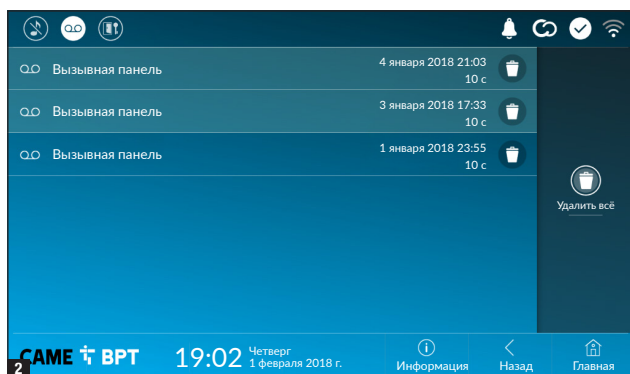 Вызывная панель
4 января 2018 21:03
10 с
Вызывная панель
3 января 2018 17:33
10 с
Вызывная панель
1 января 2018 23:55
10 с
Удалить всё
2
CAME BPT
19:02
Четверг
1 февраля 2018 г.
Информация
Назад
Главная